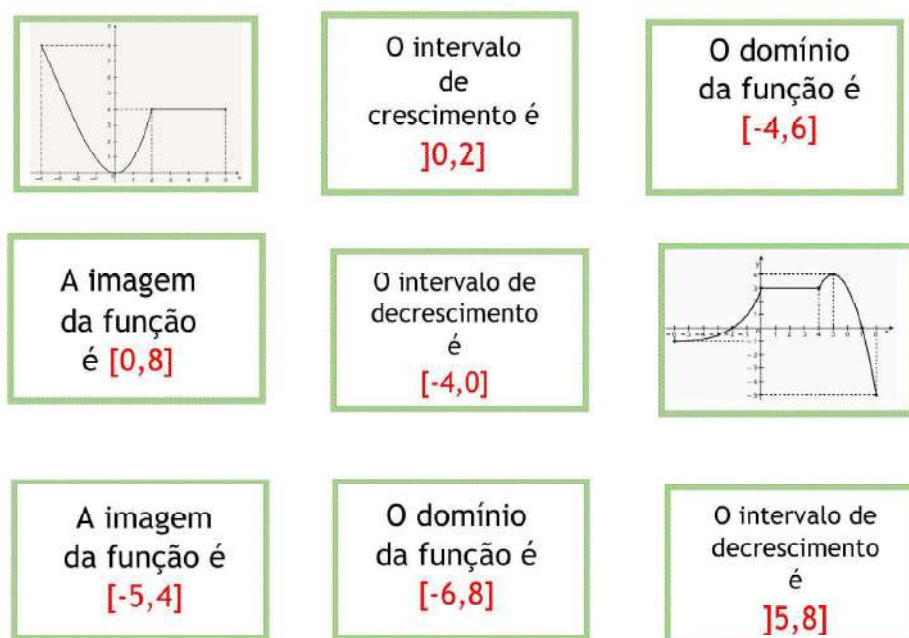 O intervalo
de
crescimento é
]0,2]
O domínio
da função é
[-4,6]
A imagem
da função
é [0,8]
O intervalo de
decrescimento
é
[-4,0]
A imagem
da função é
[-5,4]
O domínio
da função é
[-6,8]
O intervalo de
decrescimento
é
]5,8]